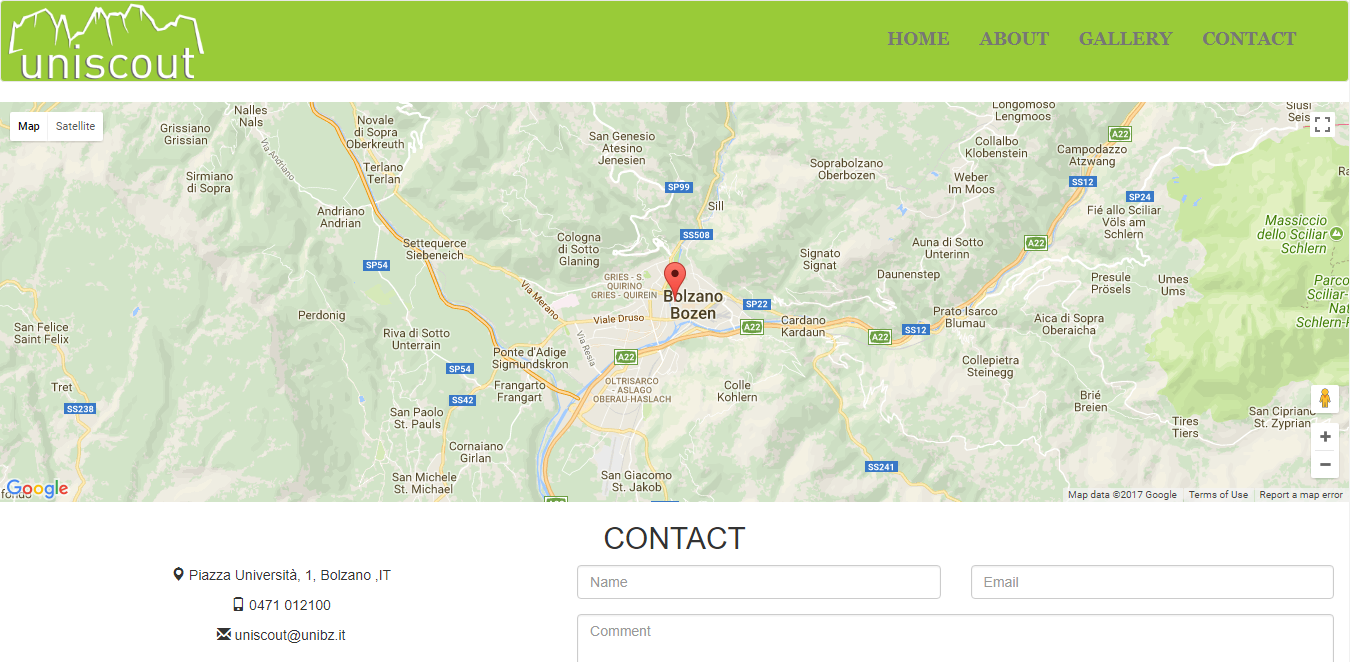 uniscout
HOME ABOUT GALLERY CONTACT
Map Satellite
Nalles
Nals
Grissiano
Grissian
Novale
di Sopra
Oberkreuth
Via Andriano
Terlano
Terlan
Sirmiano
di Sopra
Andriano
Andrian
Settequerce
Siebeneich
SP54
San Genesio
Atesino
Jenesien
SP99
Sill
SS508
Cologna
di Sotto
Glaning
Soprabolzano
Oberbozen
Longomoso
Lengmoos
Collalbo
Klobenstein
Weber
Im Moos
A22
Campodazzo
Atzwang
SS12
SP24
Fié allo Sciliar
Völs am
Schlern
Siusi
Seis
Ra
Massiccio
dello Sciliar
Schlern
A22
Auna di Sotto
Unterinn
Signato
Signat
Daunenstep
Presule
Prösels
Umes
Ums
Parco
Sciliar-
Nat
Schlern-R
GRIES - S.
QUIRINO
GRIES - QUIREIN
Bolzano
Bozen
SP22
A22
Cardano
Kardaun
A22
SS12
Prato Isarco
Blumau
Aica di Sopra
Oberaicha
Via Merano
Viale Druso
Via Resia
Perdonig
Riva di Sotto
Unterrain
San Felice
Saint Felix
Ponte d'Adige
Sigmundskron
SP54
A22
Frangarto
Frangart
OLTRISARCO
- ASLAGO
OBERAU-HASLACH
Colle
Kohlern
Collepietra
Steinegg
Brié
Breien
Tret
SS238
SS42
San Paolo
St. Pauls
Cornaiano
Girlan
San Michele
St. Michael
San Giacomo
St. Jakob
SS241
Tires
Tiers
San Cipriano
St. Zyprian
Google
Map data ©2017 Google Terms of Use Report a map error
CONTACT
Piazza Università, 1, Bolzano ,IT
0471 012100
uniscout@unibz.it
Name
Email
Comment